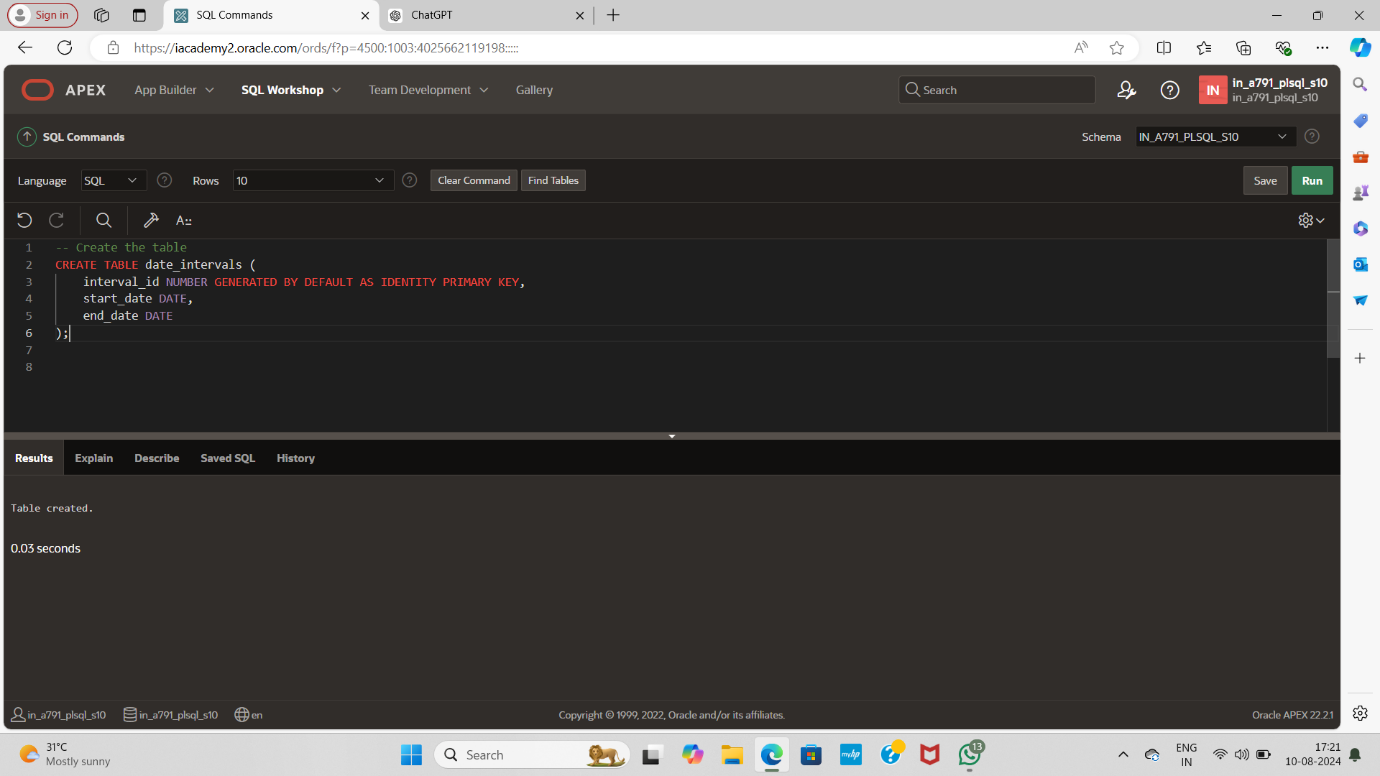 Sign in
SQL Commands
ChatGPT
https://iacademy2.oracle.com/ords/f?p=4500:1003:4025662119198:::::
APEX
App Builder
SQL Workshop
Team Development
Gallery
Search
IN
in_a791_plsql_s10
in_a791_plsql_s10
SQL Commands
Schema
IN_A791_PLSQL_S10
Language
SQL
Rows
10
Clear Command
Find Tables
Save
Run
A::
1 -- Create the table
2 CREATE TABLE date_intervals (
3 interval_id NUMBER GENERATED BY DEFAULT AS IDENTITY PRIMARY KEY,
4 start_date DATE,
5 end_date DATE
6 );
7
8
Results
Explain
Describe
Saved SQL
History
Table created.
0.03 seconds
in_a791_plsql_s10
in_a791_plsql_s10
en
Copyright © 1999, 2022, Oracle and/or its affiliates.
Oracle APEX 22.2.1
31°C
Mostly sunny
Search
myhp
13
ENG
IN
17:21
10-08-2024